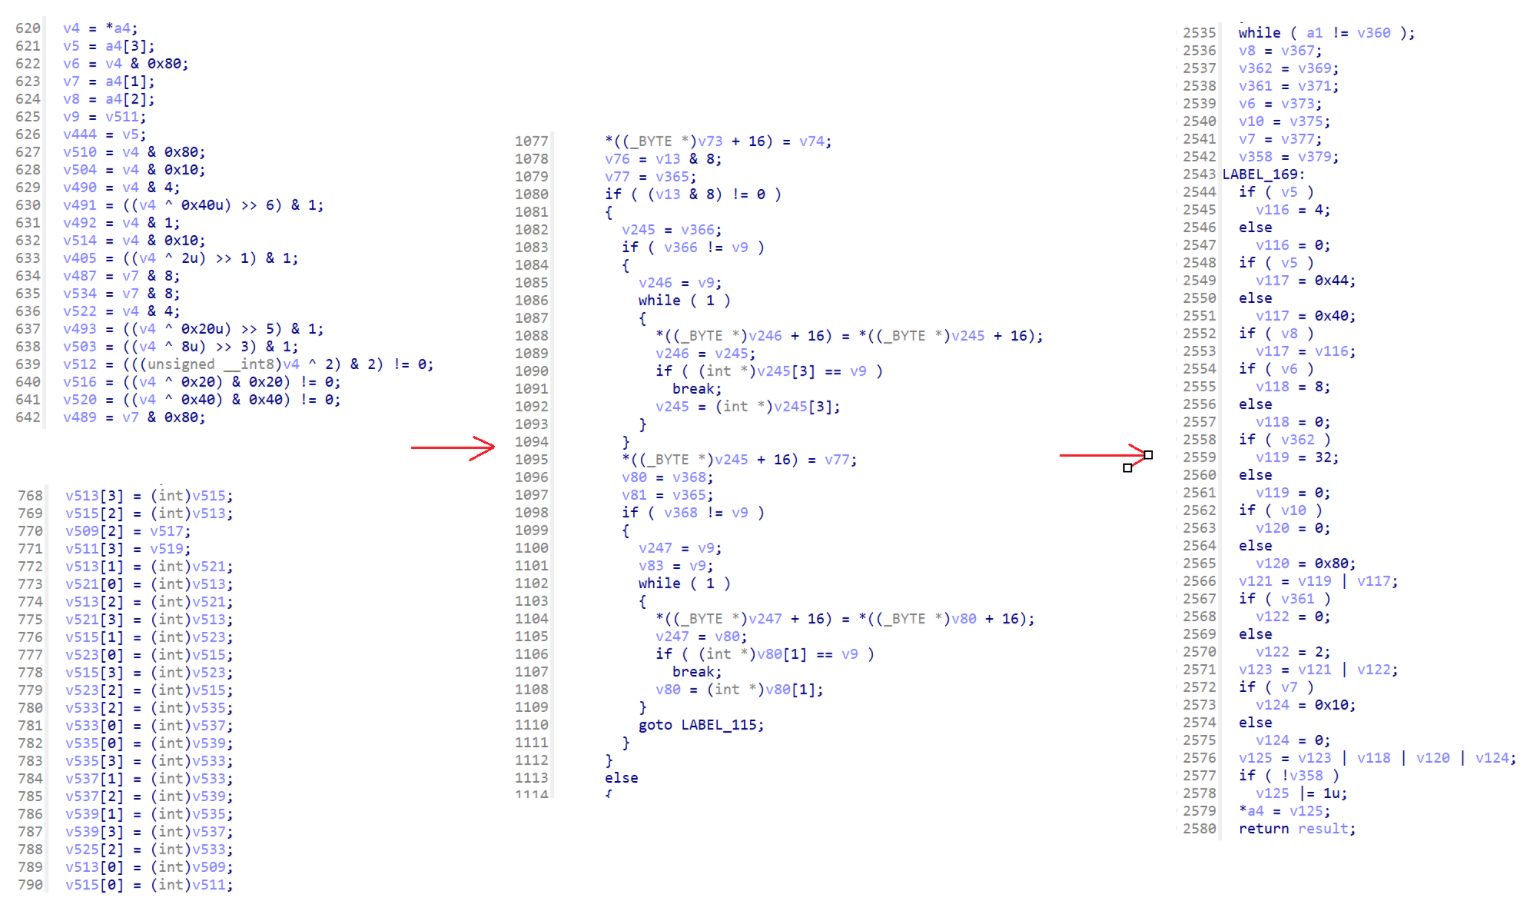 620 v4 = *a4;
621 v5 = a4[3];
622 v6 = v4 & 0x80;
623 v7 = a4[1];
624 v8 = a4[2];
625 v9 = v511;
626 v444 = v5;
627 v510 = v4 & 0x80;
628 v504 = v4 & 0x10;
629 v490 = v4 & 4;
630 v491 = ((v4 ^ 0x40u) >> 6) & 1;
631 v492 = v4 & 1;
632 v514 = v4 & 0x10;
633 v405 = ((v4 ^ 2u) >> 1) & 1;
634 v487 = v7 & 8;
635 v534 = v7 & 8;
636 v522 = v4 & 4;
637 v493 = ((v4 ^ 0x20u) >> 5) & 1;
638 v503 = ((v4 ^ 8u) >> 3) & 1;
639 v512 = (((unsigned __int8)v4 ^ 2) & 2) != 0;
640 v516 = ((v4 ^ 0x20) & 0x20) != 0;
641 v520 = ((v4 ^ 0x40) & 0x40) != 0;
642 v489 = v7 & 0x80;
768 v513[3] = (int)v515;
769 v515[2] = (int)v513;
770 v509[2] = v517;
771 v511[3] = v519;
772 v513[1] = (int)v521;
773 v521[0] = (int)v513;
774 v513[2] = (int)v521;
775 v521[3] = (int)v513;
776 v515[1] = (int)v523;
777 v523[0] = (int)v515;
778 v515[3] = (int)v523;
779 v523[2] = (int)v515;
780 v533[2] = (int)v535;
781 v533[0] = (int)v537;
782 v535[0] = (int)v539;
783 v535[3] = (int)v533;
784 v537[1] = (int)v533;
785 v537[2] = (int)v539;
786 v539[1] = (int)v535;
787 v539[3] = (int)v537;
788 v525[2] = (int)v533;
789 v513[0] = (int)v509;
790 v515[0] = (int)v511;
1077 *((_BYTE *)v73 + 16) = v74;
1078 v76 = v13 & 8;
1079 v77 = v365;
1080 if ( (v13 & 8) != 0 )
1081 {
1082 v245 = v366;
1083 if ( v366 != v9 )
1084 {
1085 v246 = v9;
1086 while ( 1 )
1087 {
1088 *((_BYTE *)v246 + 16) = *((_BYTE *)v245 + 16);
1089 v246 = v245;
1090 if ( (int *)v245[3] == v9 )
1091 break;
1092 v245 = (int *)v245[3];
1093 }
1094 }
1095 *((_BYTE *)v245 + 16) = v77;
1096 v80 = v368;
1097 v81 = v365;
1098 if ( v368 != v9 )
1099 {
1100 v247 = v9;
1101 v83 = v9;
1102 while ( 1 )
1103 {
1104 *((_BYTE *)v247 + 16) = *((_BYTE *)v80 + 16);
1105 v247 = v80;
1106 if ( (int *)v80[1] == v9 )
1107 break;
1108 v80 = (int *)v80[1];
1109 }
1110 goto LABEL_115;
1111 }
1112 }
1113 else
1114 {
2535 while ( a1 != v360 );
2536 v8 = v367;
2537 v362 = v369;
2538 v361 = v371;
2539 v6 = v373;
2540 v10 = v375;
2541 v7 = v377;
2542 v358 = v379;
2543 LABEL_169:
2544 if ( v5 )
2545 v116 = 4;
2546 else
2547 v116 = 0;
2548 if ( v5 )
2549 v117 = 0x44;
2550 else
2551 v117 = 0x40;
2552 if ( v8 )
2553 v117 = v116;
2554 if ( v6 )
2555 v118 = 8;
2556 else
2557 v118 = 0;
2558 if ( v362 )
2559 v119 = 32;
2560 else
2561 v119 = 0;
2562 if ( v10 )
2563 v120 = 0;
2564 else
2565 v120 = 0x80;
2566 v121 = v119 | v117;
2567 if ( v361 )
2568 v122 = 0;
2569 else
2570 v122 = 2;
2571 v123 = v121 | v122;
2572 if ( v7 )
2573 v124 = 0x10;
2574 else
2575 v124 = 0;
2576 v125 = v123 | v118 | v120 | v124;
2577 if ( !v358 )
2578 v125 |= 1u;
2579 *a4 = v125;
2580 return result;